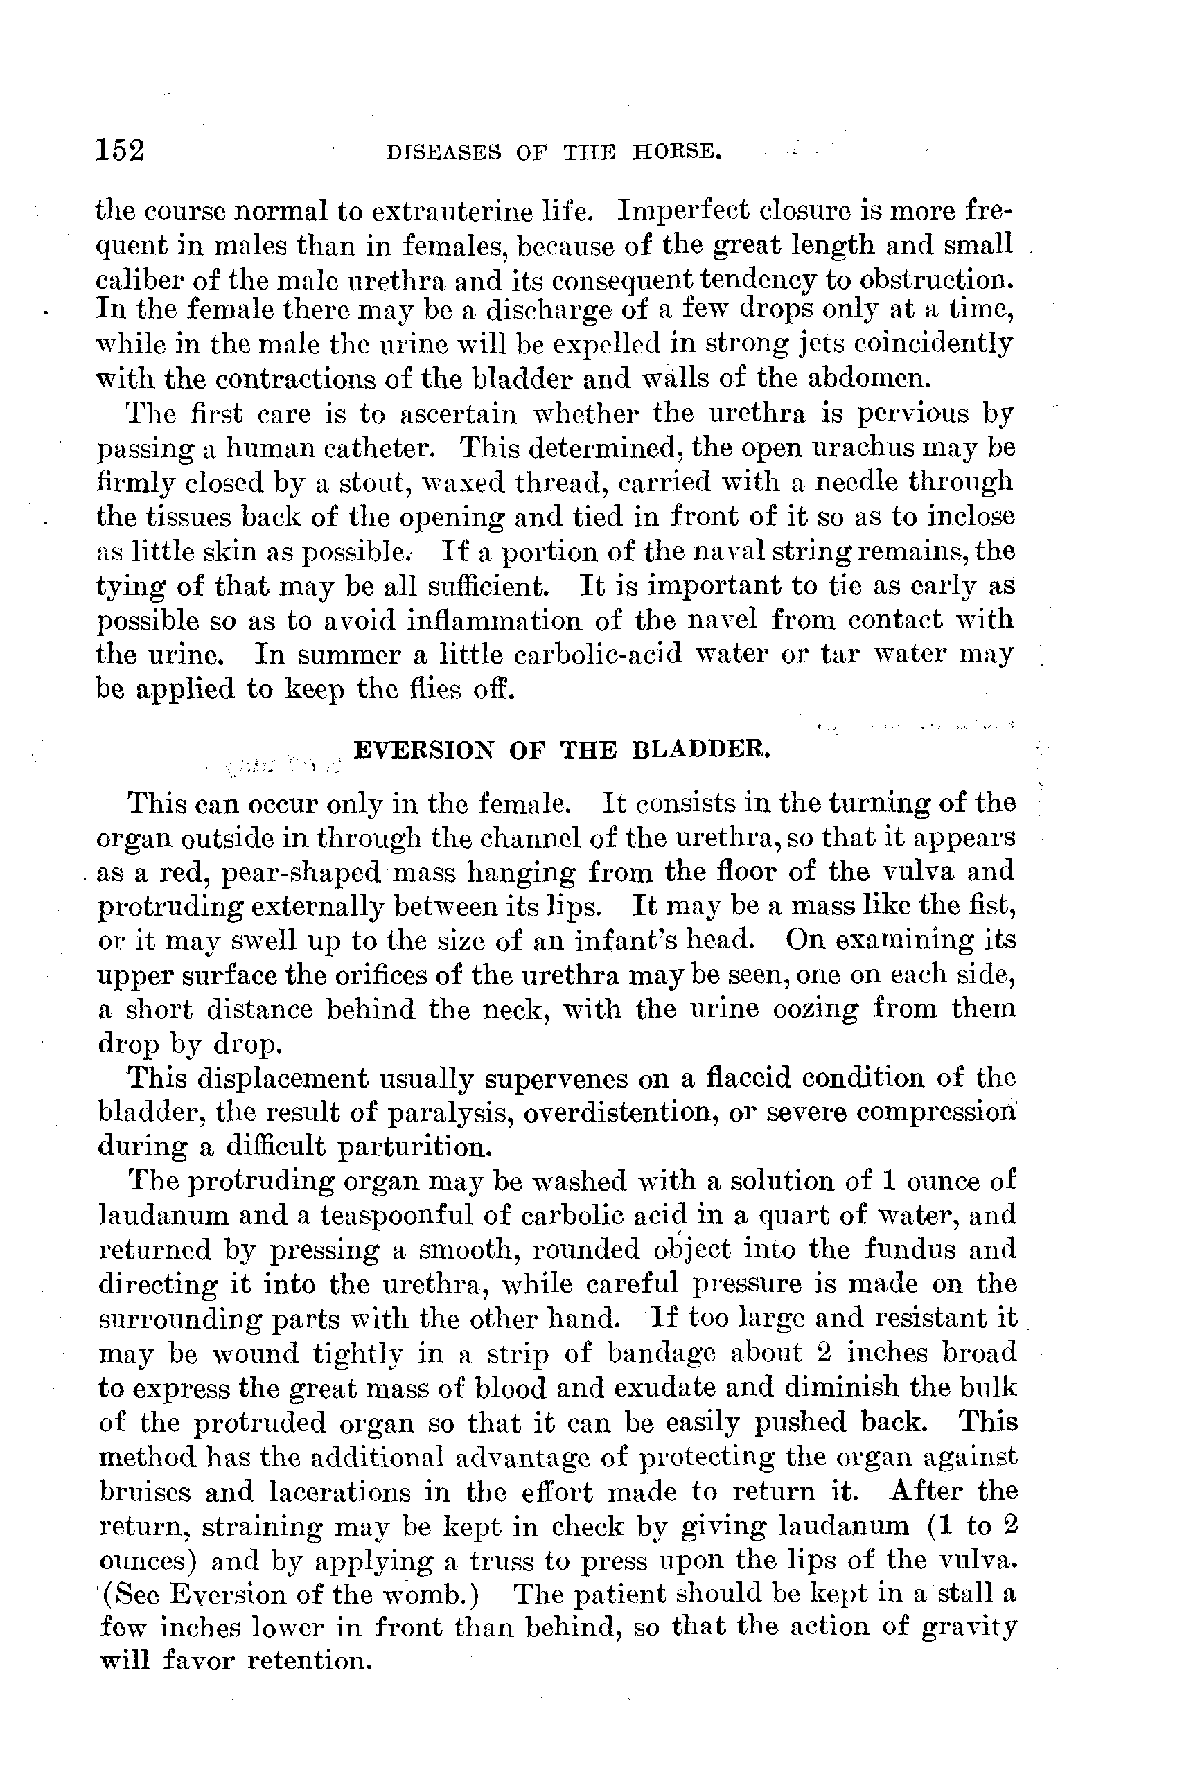 152 DISEASES OF THE HORSE.
the course normal to extrauterine life. Imperfect closure is more fre-
quent in males than in females, because of the great length and small
caliber of the male urethra and its consequent tendency to obstruction.
In the female there may be a discharge of a few drops only at a time,
while in the male the urine will be expelled in strong jets coincidently
with the contractions of the bladder and walls of the abdomen.
The first care is to ascertain whether the urethra is pervious by
passing a human catheter. This determined, the open urachus may be
firmly closed by a stout, waxed thread, carried with a needle through
the tissues back of the opening and tied in front of it so as to inclose
as little skin as possible. If a portion of the naval string remains, the
tying of that may be all sufficient. It is important to tie as early as
possible so as to avoid inflammation of the navel from contact with
the urine. In summer a little carbolic-acid water or tar water may
be applied to keep the flies off.
EVERSION OF THE BLADDER.
This can occur only in the female. It consists in the turning of the
organ outside in through the channel of the urethra, so that it appears
as a red, pear-shaped mass hanging from the floor of the vulva and
protruding externally between its lips. It may be a mass like the fist,
or it may swell up to the size of an infant's head. On examining its
upper surface the orifices of the urethra may be seen, one on each side,
a short distance behind the neck, with the urine oozing from them
drop by drop.
This displacement usually supervenes on a flaccid condition of the
bladder, the result of paralysis, overdistention, or severe compression
during a difficult parturition.
The protruding organ may be washed with a solution of 1 ounce of
laudanum and a teaspoonful of carbolic acid in a quart of water, and
returned by pressing a smooth, rounded object into the fundus and
directing it into the urethra, while careful pressure is made on the
surrounding parts with the other hand. If too large and resistant it
may be wound tightly in a strip of bandage about 2 inches broad
to express the great mass of blood and exudate and diminish the bulk
of the protruded organ so that it can be easily pushed back. This
method has the additional advantage of protecting the organ against
bruises and lacerations in the effort made to return it. After the
return, straining may be kept in check by giving laudanum (1 to 2
ounces) and by applying a truss to press upon the lips of the vulva.
(See Eversion of the womb.) The patient should be kept in a stall a
few inches lower in front than behind, so that the action of gravity
will favor retention.